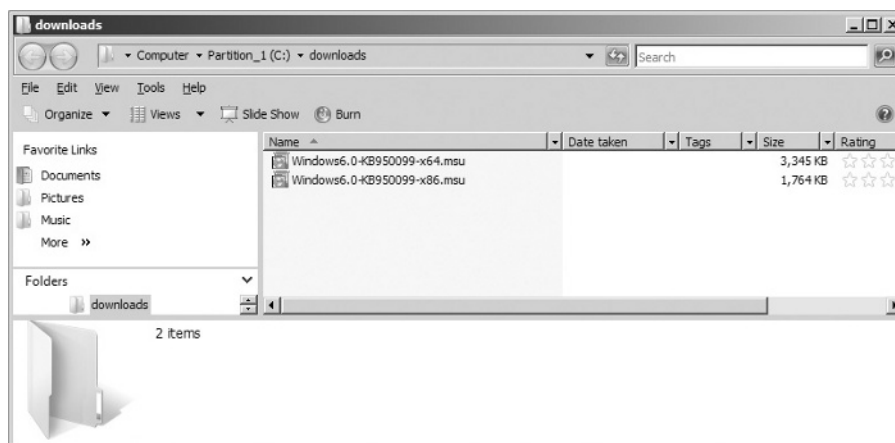 downloads
Computer Partition_1 (C:) downloads Search
File Edit View Tools Help
Organize Views Slide Show Burn
Favorite Links
Documents
Pictures
Music
More »
Folders
downloads
Name Date taken Tags Size Rating
Windows6.0-KB950099-x64.msu 3,345 KB
Windows6.0-KB950099-x86.msu 1,764 KB
2 items